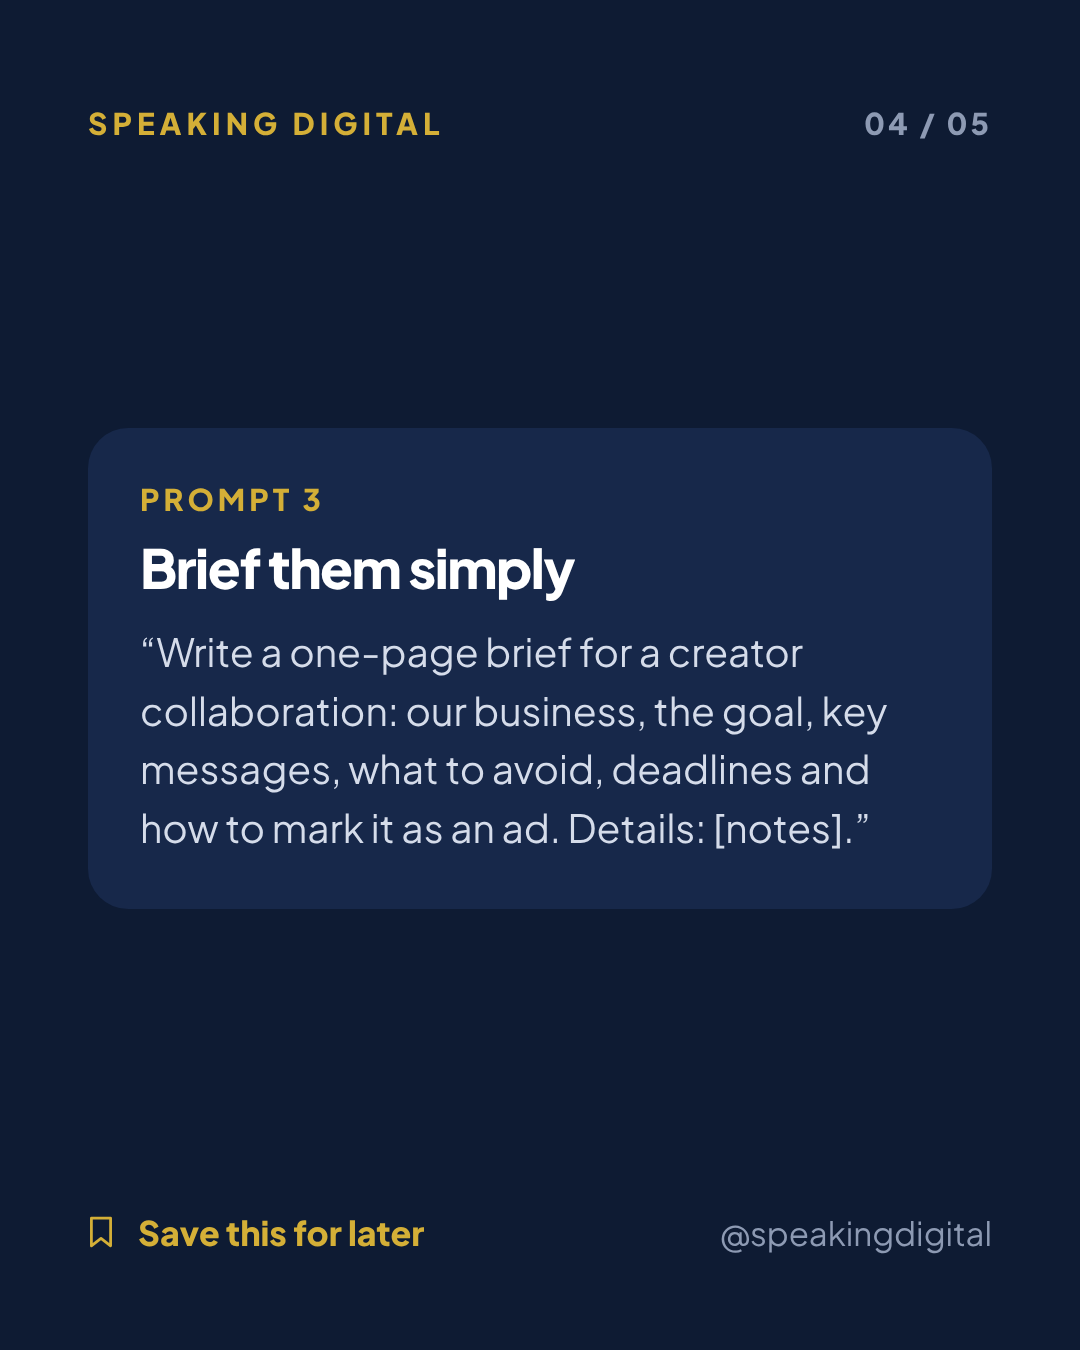 SPEAKING DIGITAL
04 / 05
PROMPT 3
Brief them simply
“Write a one-page brief for a creator
collaboration: our business, the goal, key
messages, what to avoid, deadlines and
how to mark it as an ad. Details: [notes].”
Save this for later
@speakingdigital